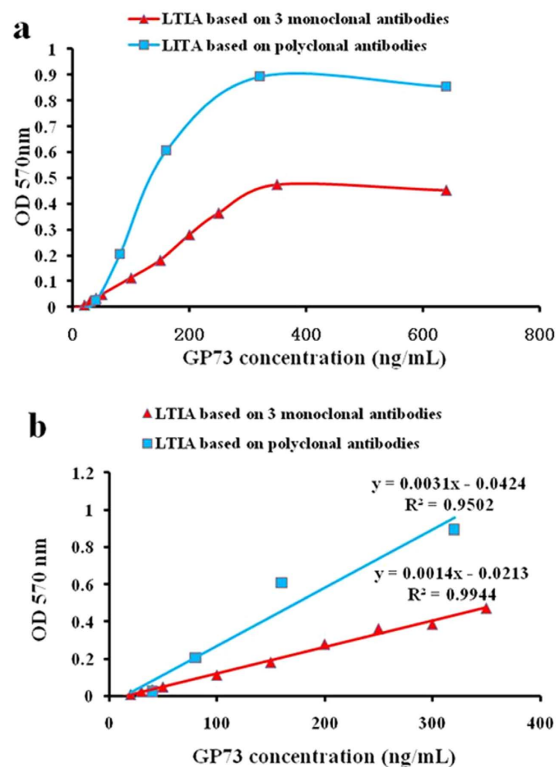 a
LTIA based on 3 monoclonal antibodies
LITA based on polyclonal antibodies
1
0.9
0.8
0.7
0.6
0.5
0.4
0.3
0.2
0.1
0
OD 570nm
0 200 400 600 800
GP73 concentration (ng/mL)
b
LTIA based on 3 monoclonal antibodies
LTIA based on polyclonal antibodies
1.2
1
0.8
0.6
0.4
0.2
0
OD 570 nm
y = 0.0031x - 0.0424
R² = 0.9502
y = 0.0014x - 0.0213
R² = 0.9944
0 100 200 300 400
GP73 concentration (ng/mL)